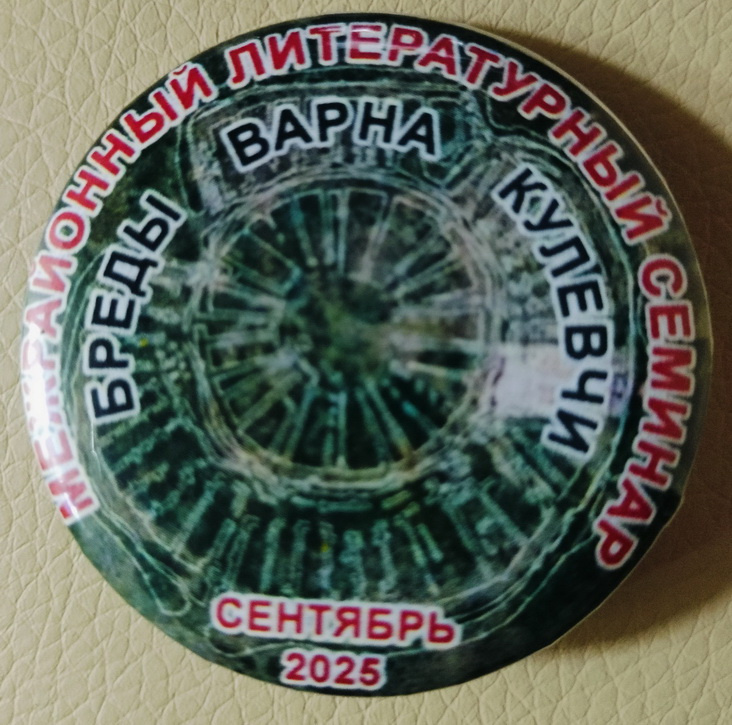 МЕЖРАЙОННЫЙ ЛИТЕРАТУРНЫЙ СЕМИНАР
БРЕДЫ
ВАРНА
КУЛЕВЧИ
СЕНТЯБРЬ
2025